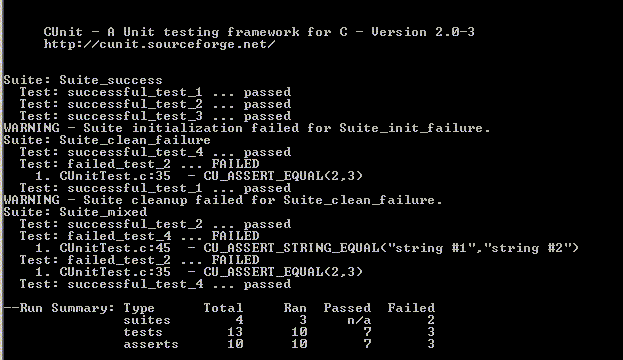 CUnit - A Unit testing framework for C - Version 2.0-3
http://cunit.sourceforge.net/
Suite: Suite_success
Test: successful_test_1 ... passed
Test: successful_test_2 ... passed
Test: successful_test_3 ... passed
WARNING - Suite initialization failed for Suite_init_failure.
Suite: Suite_clean_failure
Test: successful_test_4 ... passed
Test: failed_test_2 ... FAILED
1. CUnitTest.c:35 - CU_ASSERT_EQUAL(2,3)
Test: successful_test_1 ... passed
WARNING - Suite cleanup failed for Suite_clean_failure.
Suite: Suite_mixed
Test: successful_test_2 ... passed
Test: failed_test_4 ... FAILED
1. CUnitTest.c:45 - CU_ASSERT_STRING_EQUAL("string #1","string #2")
Test: failed_test_2 ... FAILED
1. CUnitTest.c:35 - CU_ASSERT_EQUAL(2,3)
Test: successful_test_4 ... passed
--Run Summary: Type Total Ran Passed Failed
suites 4 3 n/a 2
tests 13 10 7 3
asserts 10 10 7 3